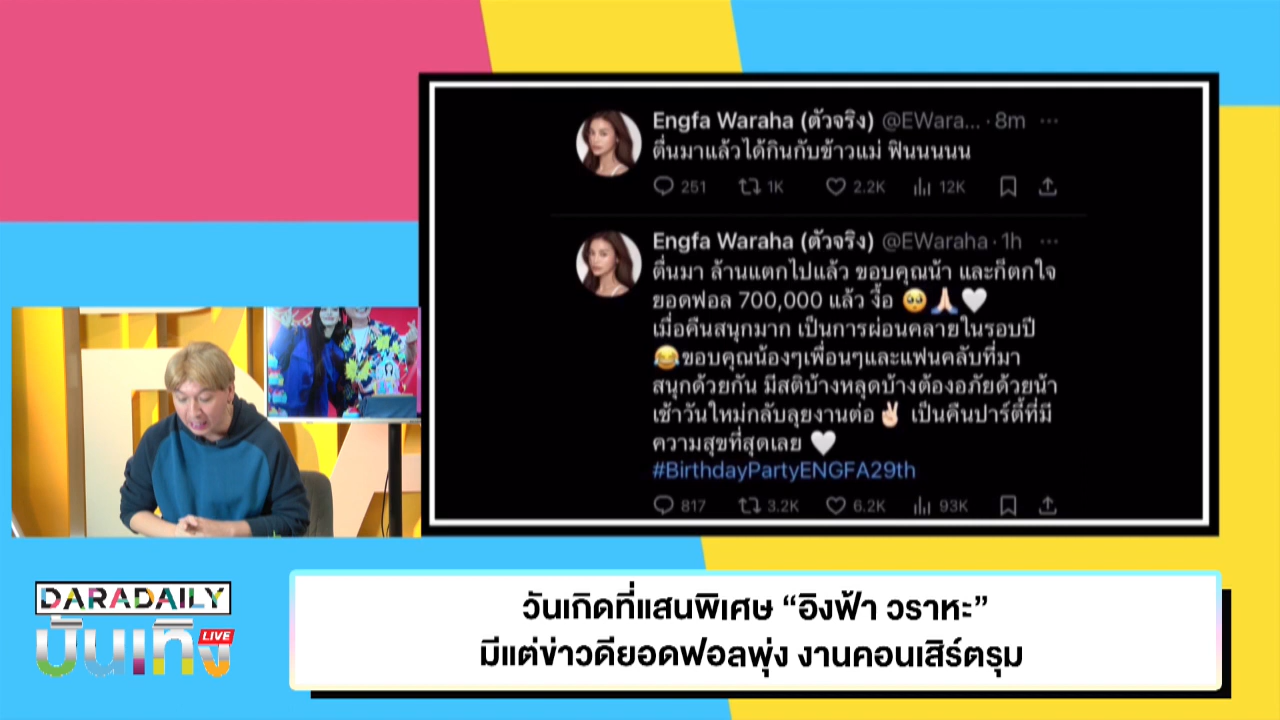 Engfa Waraha (ตัวจริง) @EWara... · 8m
ตื่นมาแล้วได้กินกับข้าวแม่ ฟินนนนน
251 1K 2.2K 12K
Engfa Waraha (ตัวจริง) @EWaraha · 1h
ตื่นมา ล้านแตกไปแล้ว ขอบคุณน้า และก็ตกใจ
ยอดฟอล 700,000 แล้ว งื้อ 🥺🙏🏻🤍
เมื่อคืนสนุกมาก เป็นการผ่อนคลายในรอบปี
😂ขอบคุณน้องๆเพื่อนๆและแฟนคลับที่มา
สนุกด้วยกัน มีสติบ้างหลุดบ้างต้องอภัยด้วยน้า
เช้าวันใหม่กลับลุยงานต่อ✌🏻 เป็นคืนปาร์ตี้ที่มี
ความสุขที่สุดเลย 🤍
#BirthdayPartyENGFA29th
817 3.2K 6.2K 93K
DARADAILY
บันเทิง LIVE
วันเกิดที่แสนพิเศษ “อิงฟ้า วราหะ”
มีแต่ข่าวดียอดฟอลพุ่ง งานคอนเสิร์ตรุม